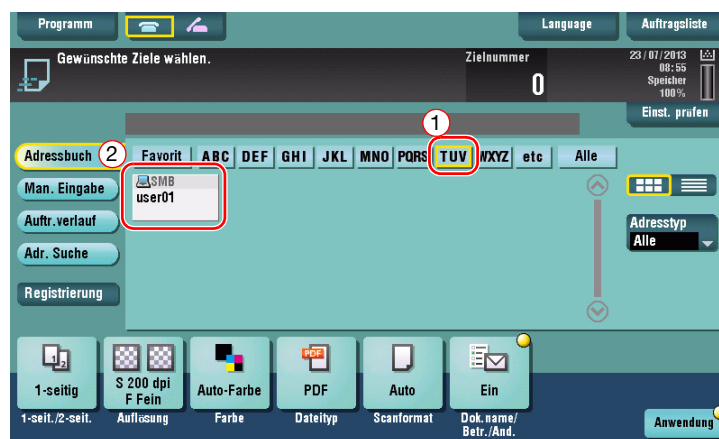 Programm
Language
Auftragsliste
Gewünschte Ziele wählen.
Zielnummer
0
23/07/2013
08:55
Speicher
100%
Einst. prüfen
1
Adressbuch
2
Favorit ABC DEF GHI JKL MNO PQRS TUV WXYZ etc Alle
Man. Eingabe
SMB
user01
Auftr.verlauf
Adresstyp
Alle
Adr. Suche
Registrierung
1 2
PDF
1-seitig
S 200 dpi
F Fein
Auto-Farbe
PDF
Auto
Ein
1-seit./2-seit.
Auflösung
Farbe
Dateityp
Scanformat
Dok.name/
Betr./And.
Anwendung